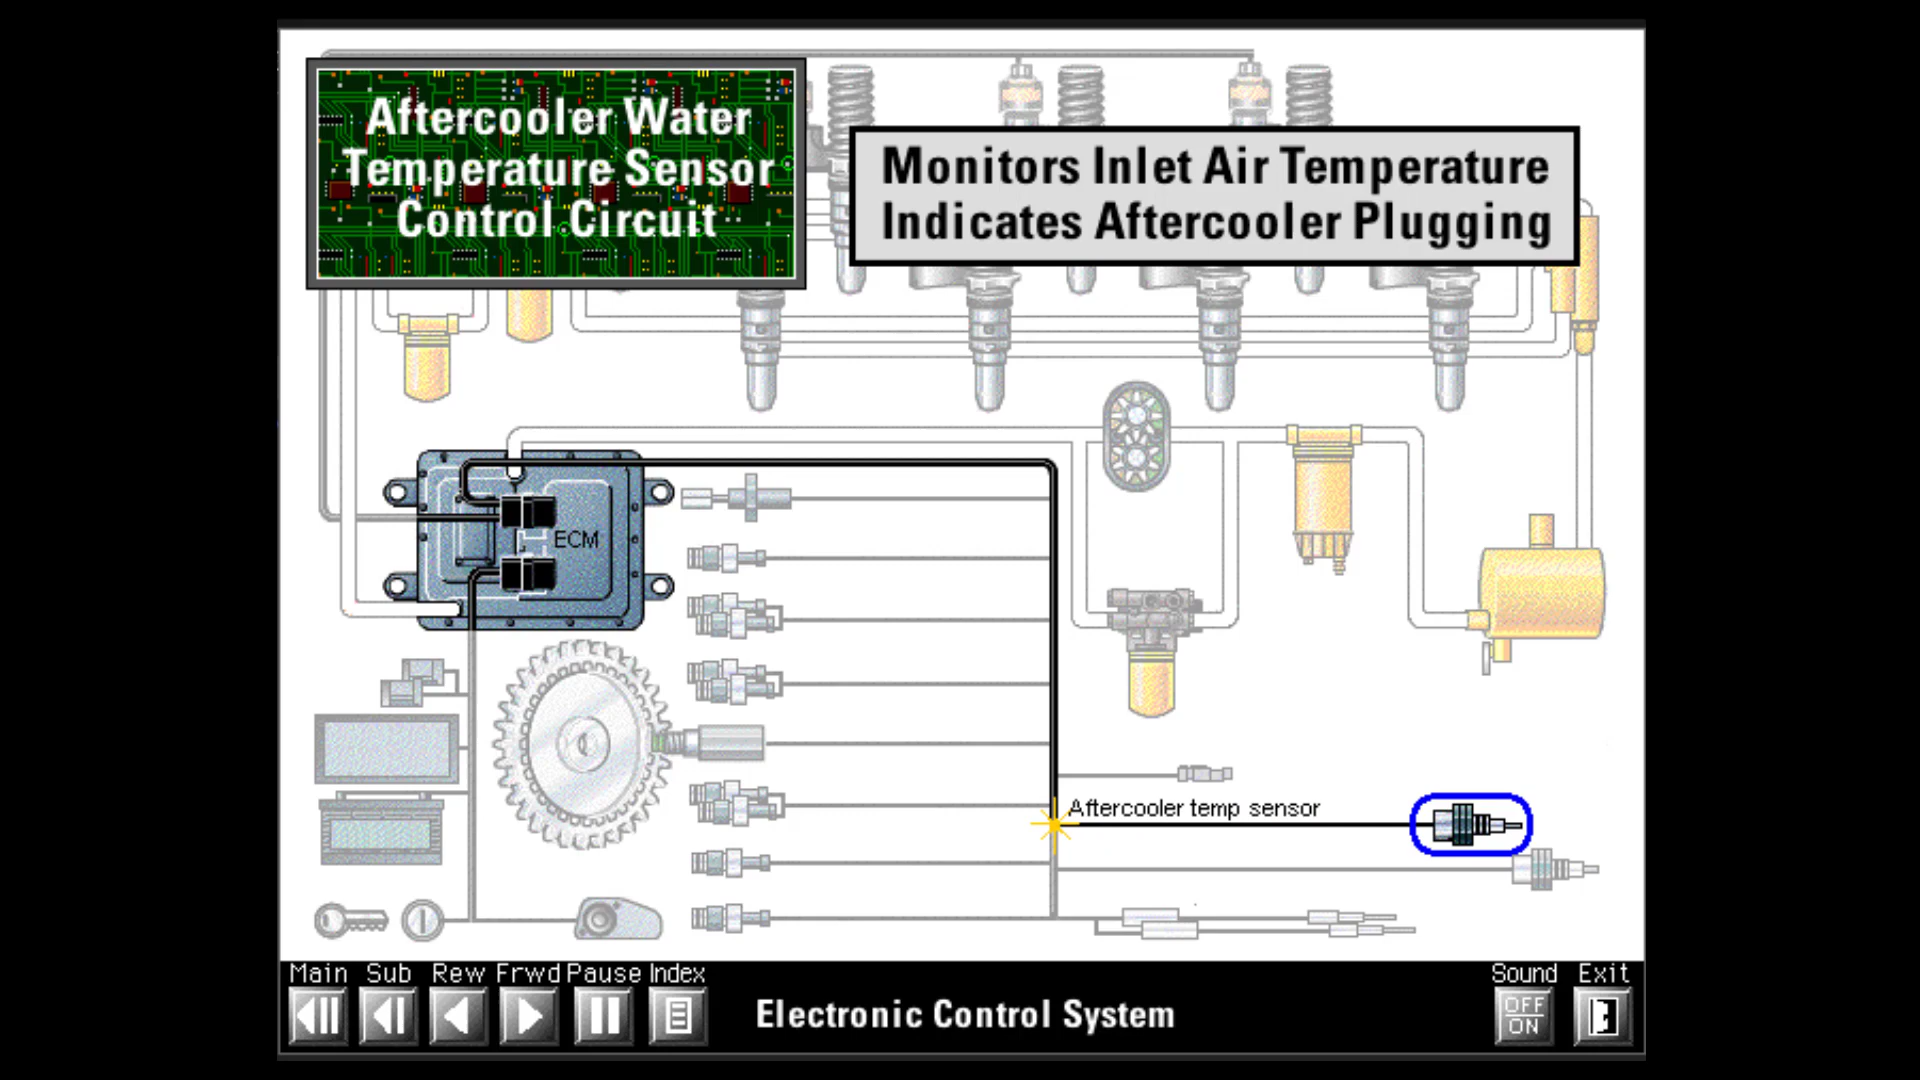 Aftercooler Water
Temperature Sensor
Control Circuit
Monitors Inlet Air Temperature
Indicates Aftercooler Plugging
ECM
Aftercooler temp sensor
Main Sub Rew Frwd Pause Index
Electronic Control System
Sound Exit
OFF
ON